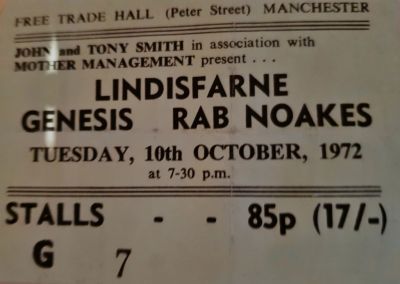 FREE TRADE HALL (Peter Street) MANCHESTER
JOHN and TONY SMITH in association with
MOTHER MANAGEMENT present . . .
LINDISFARNE
GENESIS RAB NOAKES
TUESDAY, 10th OCTOBER, 1972
at 7-30 p.m.
STALLS - - 85p (17/-)
G 7